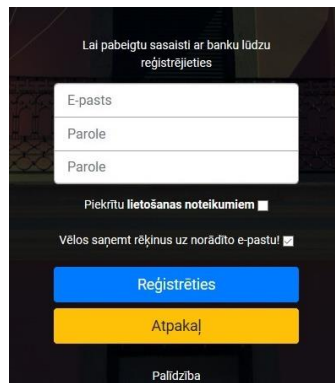 Lai pabeigtu sasaisti ar banku lūdzu
reģistrējieties
E-pasts
Parole
Parole
Piekrītu lietošanas noteikumiem
Vēlos saņemt rēķinus uz norādīto e-pastu!
Reģistrēties
Atpakaļ
Palīdzība